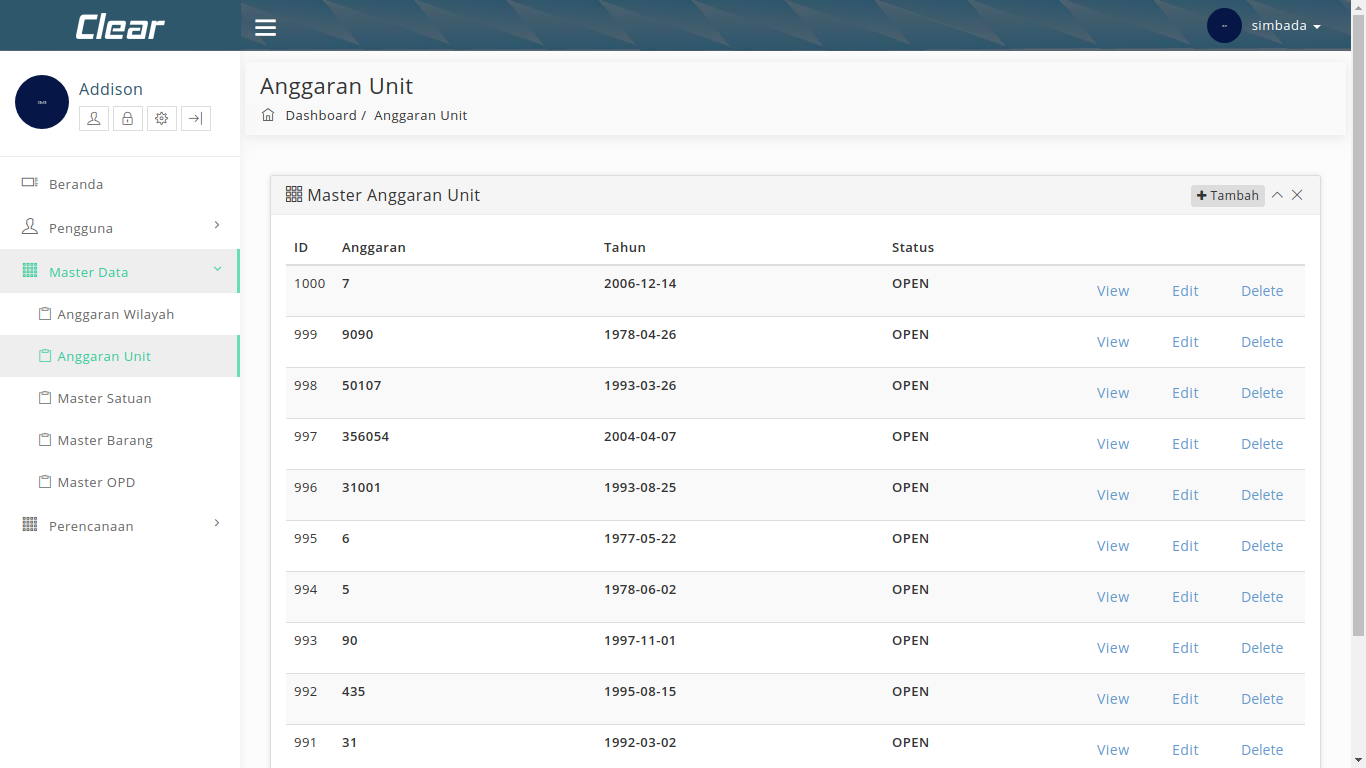 Clear
simbada
Addison
Beranda
Pengguna
Master Data
Anggaran Wilayah
Anggaran Unit
Master Satuan
Master Barang
Master OPD
Perencanaan
Anggaran Unit
Dashboard / Anggaran Unit
Master Anggaran Unit
Tambah
ID Anggaran Tahun Status
1000 7 2006-12-14 OPEN View Edit Delete
999 9090 1978-04-26 OPEN View Edit Delete
998 50107 1993-03-26 OPEN View Edit Delete
997 356054 2004-04-07 OPEN View Edit Delete
996 31001 1993-08-25 OPEN View Edit Delete
995 6 1977-05-22 OPEN View Edit Delete
994 5 1978-06-02 OPEN View Edit Delete
993 90 1997-11-01 OPEN View Edit Delete
992 435 1995-08-15 OPEN View Edit Delete
991 31 1992-03-02 OPEN View Edit Delete